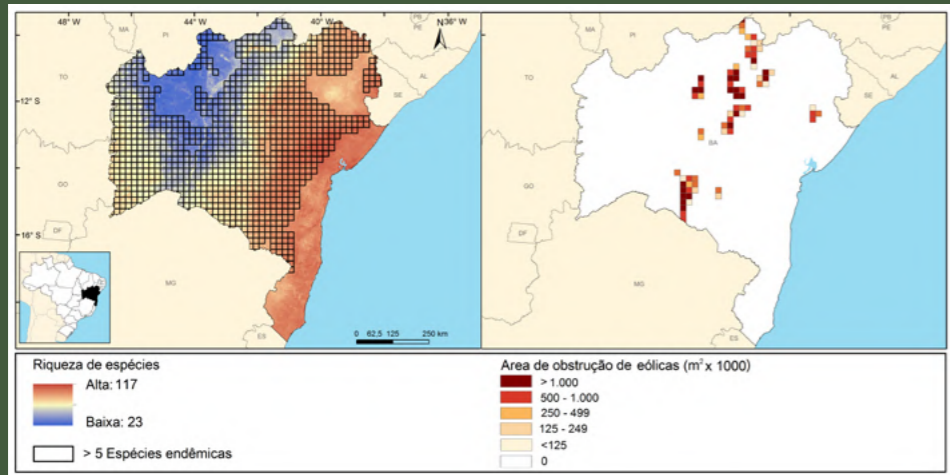 48° W
44° W
40° W
36° W
MA
PI
PB
PE
TO
AL
SE
12° S
GO
DF
16° S
MG
ES
N
0 62,5 125 250 km
MA
PI
PB
PE
TO
AL
SE
BA
GO
DF
MG
ES
Riqueza de espécies
Alta: 117
Baixa: 23
> 5 Espécies endêmicas
Area de obstrução de eólicas (m² x 1000)
> 1.000
500 - 1.000
250 - 499
125 - 249
<125
0